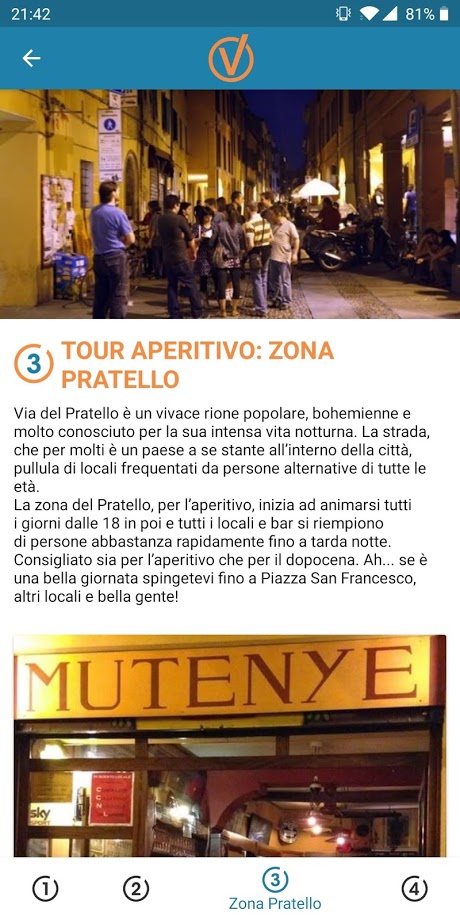 21:42
81%
3
TOUR APERITIVO: ZONA
PRATELLO
Via del Pratello è un vivace rione popolare, bohemienne e
molto conosciuto per la sua intensa vita notturna. La strada,
che per molti è un paese a se stante all'interno della città,
pullula di locali frequentati da persone alternative di tutte le
età.
La zona del Pratello, per l'aperitivo, inizia ad animarsi tutti
i giorni dalle 18 in poi e tutti i locali e bar si riempiono
di persone abbastanza rapidamente fino a tarda notte.
Consigliato sia per l'aperitivo che per il dopocena. Ah... se è
una bella giornata spingetevi fino a Piazza San Francesco,
altri locali e bella gente!
MUTENYE
sky
SPORT
1
2
3
4
Zona Pratello